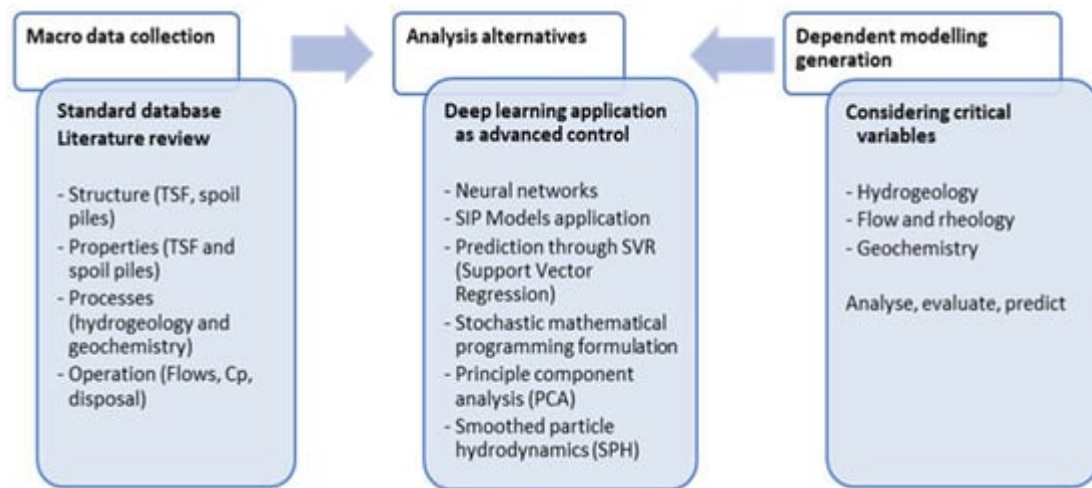 Macro data collection
Standard database
Literature review
- Structure (TSF, spoil
piles)
- Properties (TSF and
spoil piles)
- Processes
(hydrogeology and
geochemistry)
- Operation (Flows, Cp,
disposal)
Analysis alternatives
Deep learning application
as advanced control
- Neural networks
- SIP Models application
- Prediction through SVR
(Support Vector
Regression)
- Stochastic mathematical
programming formulation
- Principle component
analysis (PCA)
- Smoothed particle
hydrodynamics (SPH)
Dependent modelling
generation
Considering critical
variables
- Hydrogeology
- Flow and rheology
- Geochemistry
Analyse, evaluate, predict